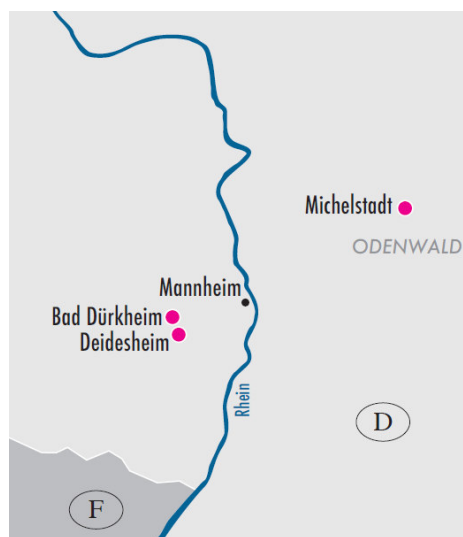 Michelstadt
ODENWALD
Mannheim
Bad Dürkheim
Deidesheim
Rhein
D
F